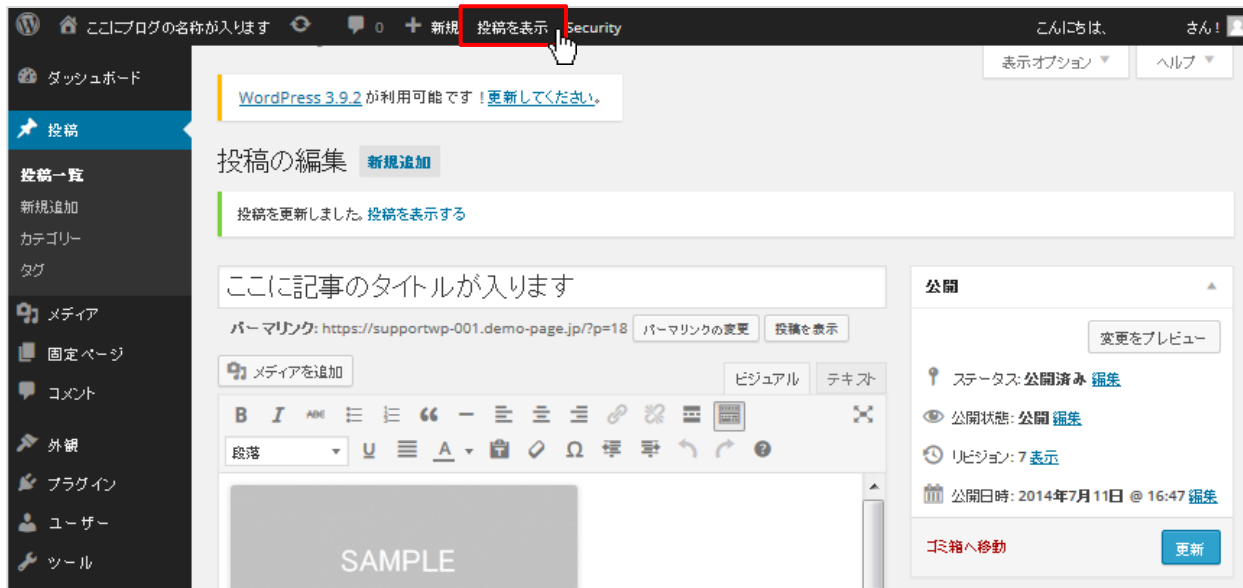 ここにブログの名称が入ります 0 新規 投稿を表示 Security こんにちは、 さん！
ダッシュボード
表示オプション ヘルプ
WordPress 3.9.2 が利用可能です ! 更新してください。
投稿
投稿の編集 新規追加
投稿一覧
新規追加
投稿を更新しました。投稿を表示する
カテゴリー
タグ
ここに記事のタイトルが入ります
公開
メディア
パーマリンク: https://supportwp-001.demo-page.jp/?p=18 パーマリンクの変更 投稿を表示
変更をプレビュー
固定ページ
メディアを追加 ビジュアル テキスト
ステータス: 公開済み 編集
コメント
B I ABC
公開状態: 公開 編集
外観
段落 U A Ω
リビジョン: 7 表示
プラグイン
公開日時: 2014年7月11日 @ 16:47 編集
ユーザー
SAMPLE
ゴミ箱へ移動 更新
ツール